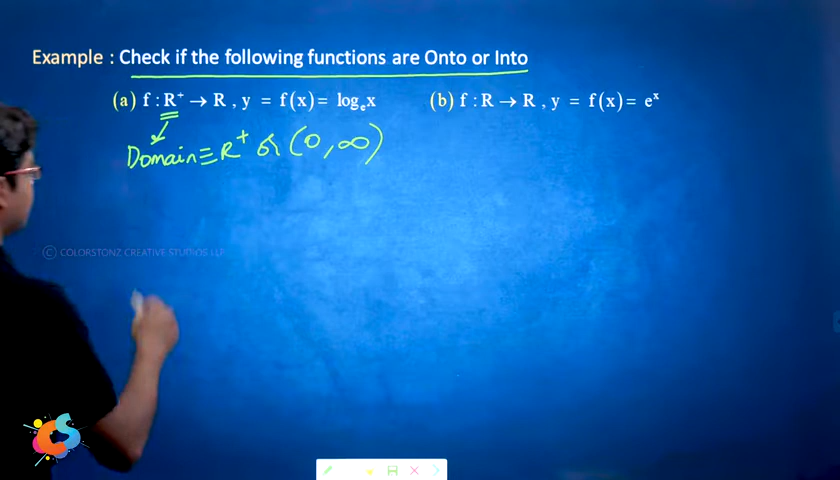 Example : Check if the following functions are Onto or Into
(a) f : R⁺ → R , y = f(x) = logₑx (b) f : R → R , y = f(x) = eˣ
Domain ≡ R⁺ or (0, ∞)
© COLORSTONZ CREATIVE STUDIOS LLP
CS